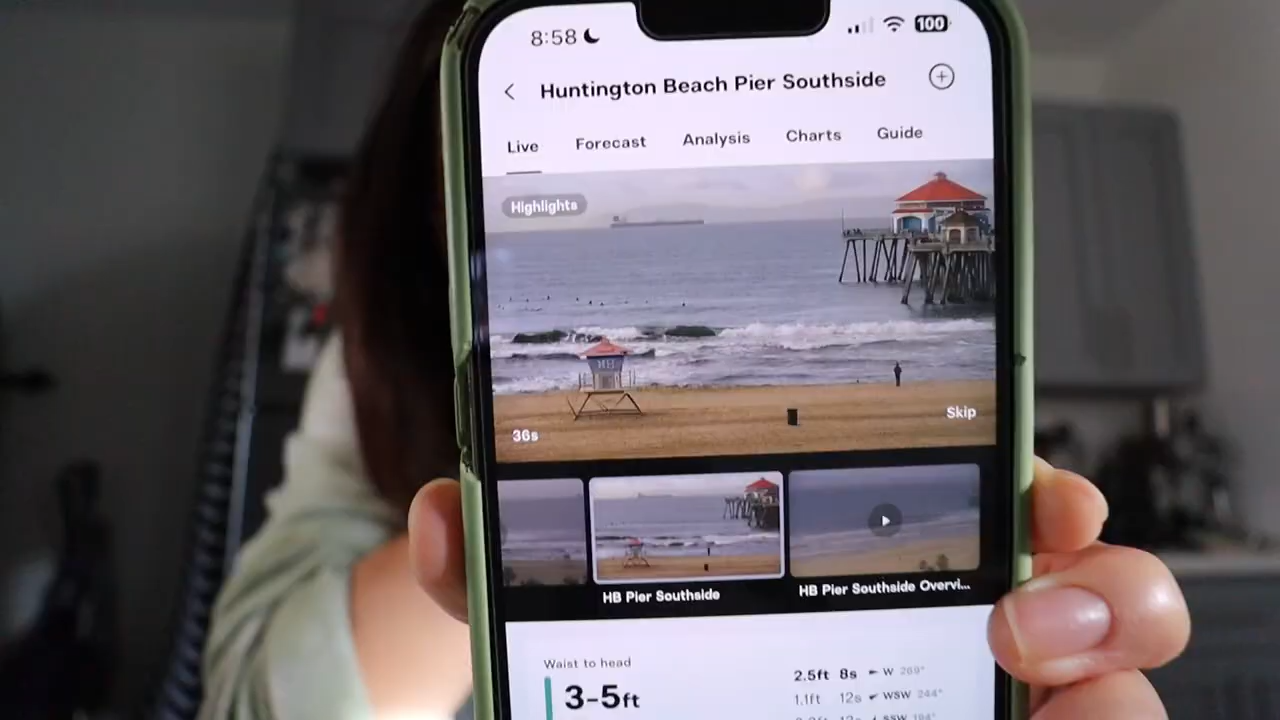 8:58
100
Huntington Beach Pier Southside
Live Forecast Analysis Charts Guide
Highlights
HB
Skip
36s
HB Pier Southside
HB Pier Southside Overvi...
Waist to head
3-5ft
2.5ft 8s W 269°
1.1ft 12s WSW 244°